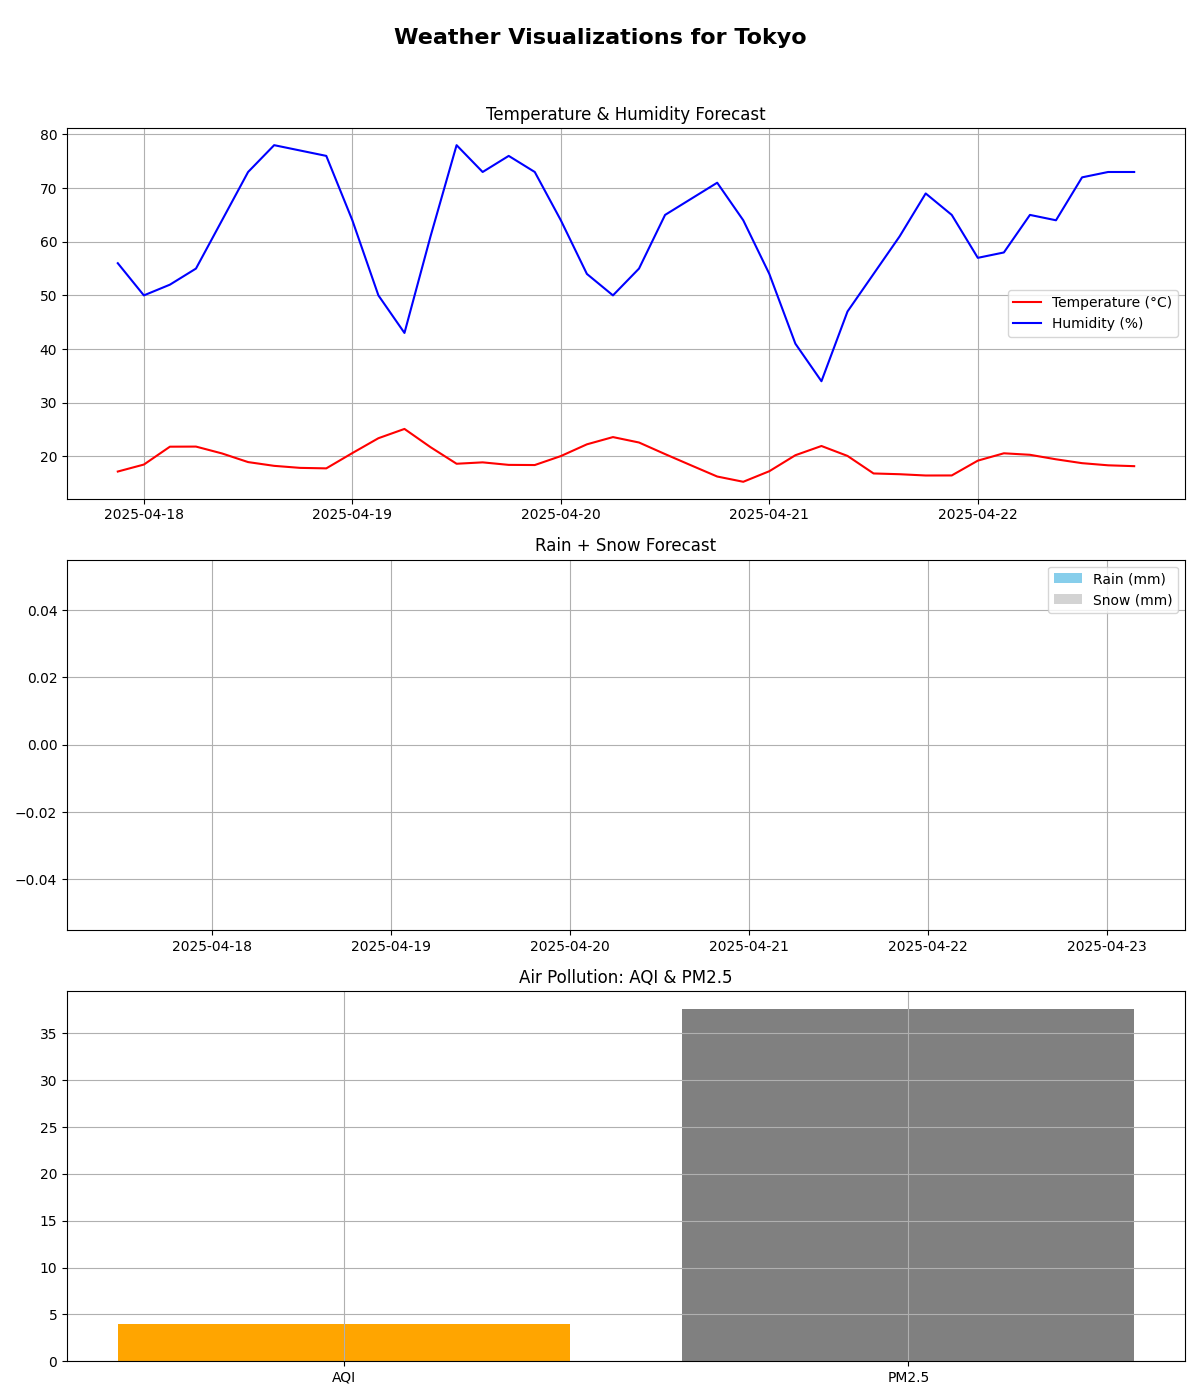 Weather Visualizations for Tokyo
Temperature & Humidity Forecast
80
70
60
50
40
30
20
Temperature (°C)
Humidity (%)
2025-04-18 2025-04-19 2025-04-20 2025-04-21 2025-04-22
Rain + Snow Forecast
Rain (mm)
Snow (mm)
0.04
0.02
0.00
−0.02
−0.04
2025-04-18 2025-04-19 2025-04-20 2025-04-21 2025-04-22 2025-04-23
Air Pollution: AQI & PM2.5
35
30
25
20
15
10
5
0
AQI PM2.5